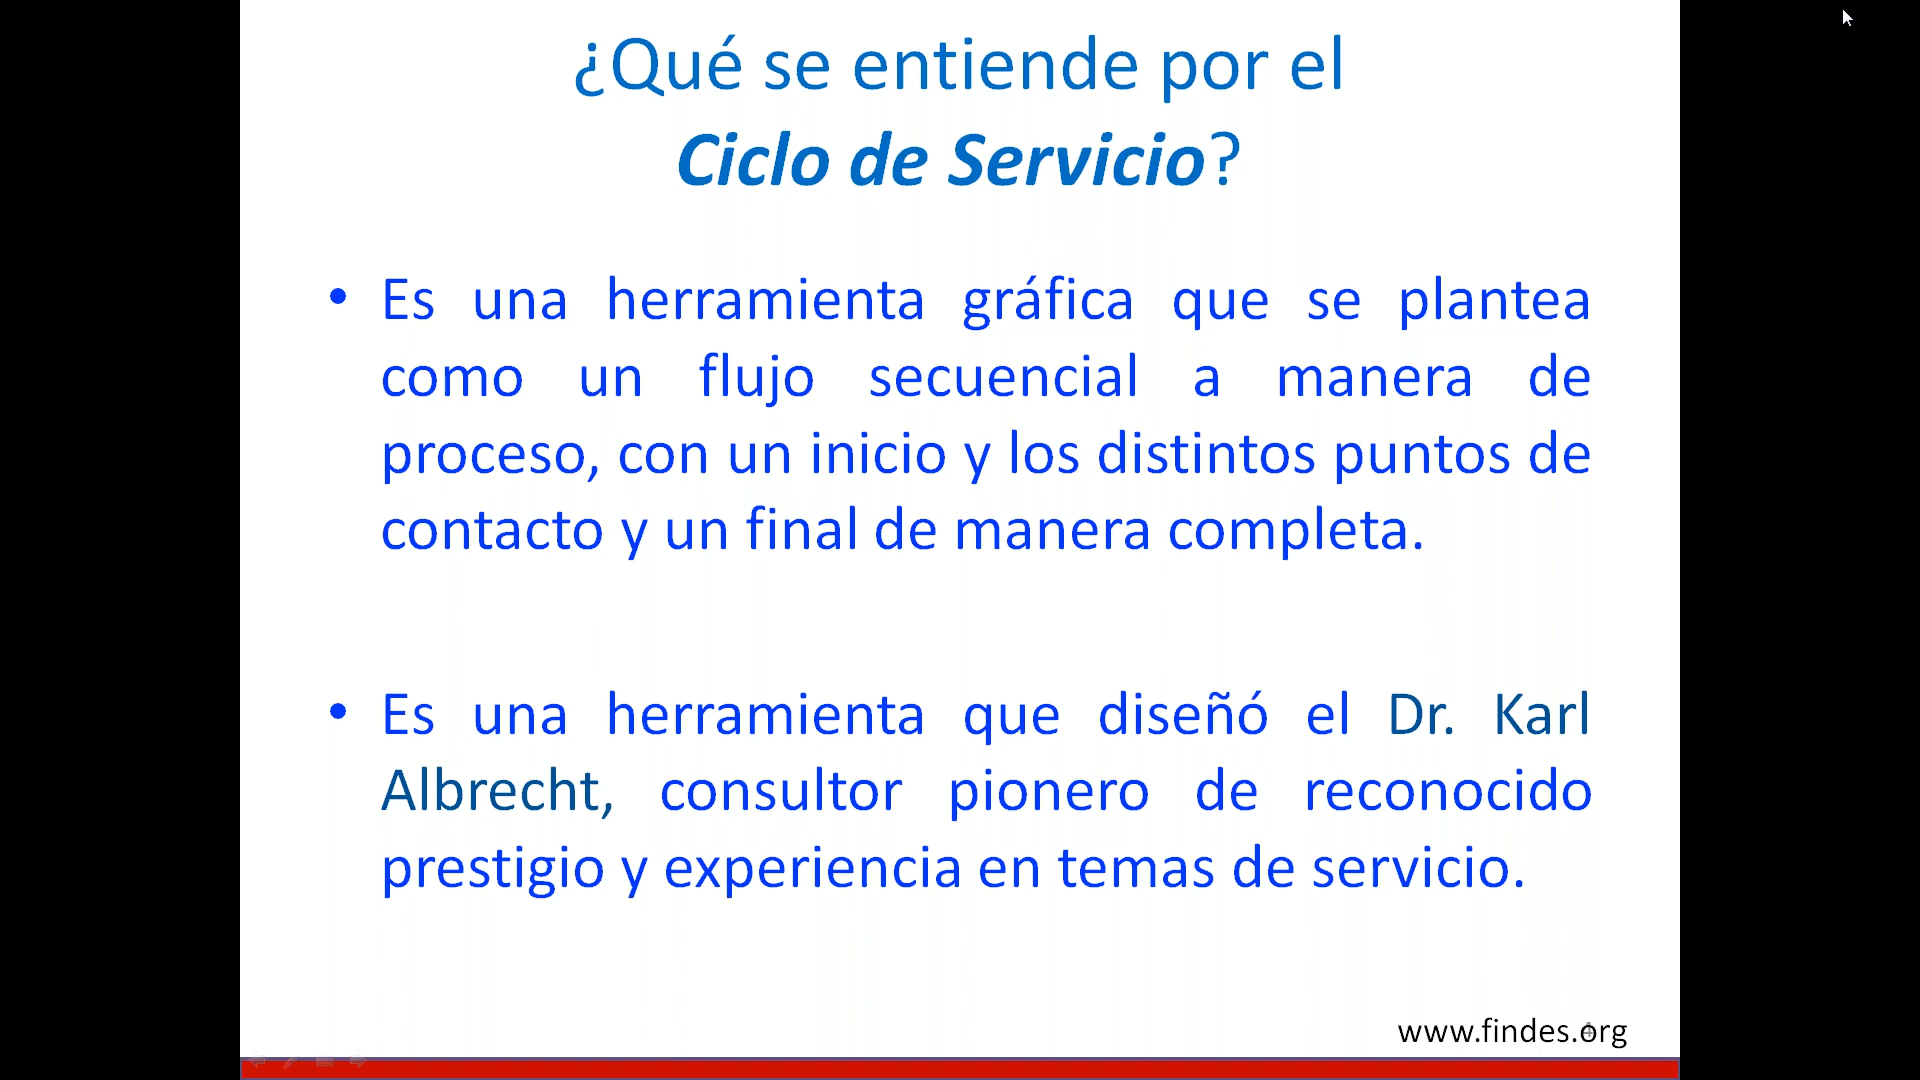 ¿Qué se entiende por el
Ciclo de Servicio?
• Es una herramienta gráfica que se plantea
como un flujo secuencial a manera de
proceso, con un inicio y los distintos puntos de
contacto y un final de manera completa.
• Es una herramienta que diseñó el Dr. Karl
Albrecht, consultor pionero de reconocido
prestigio y experiencia en temas de servicio.
www.findes.org